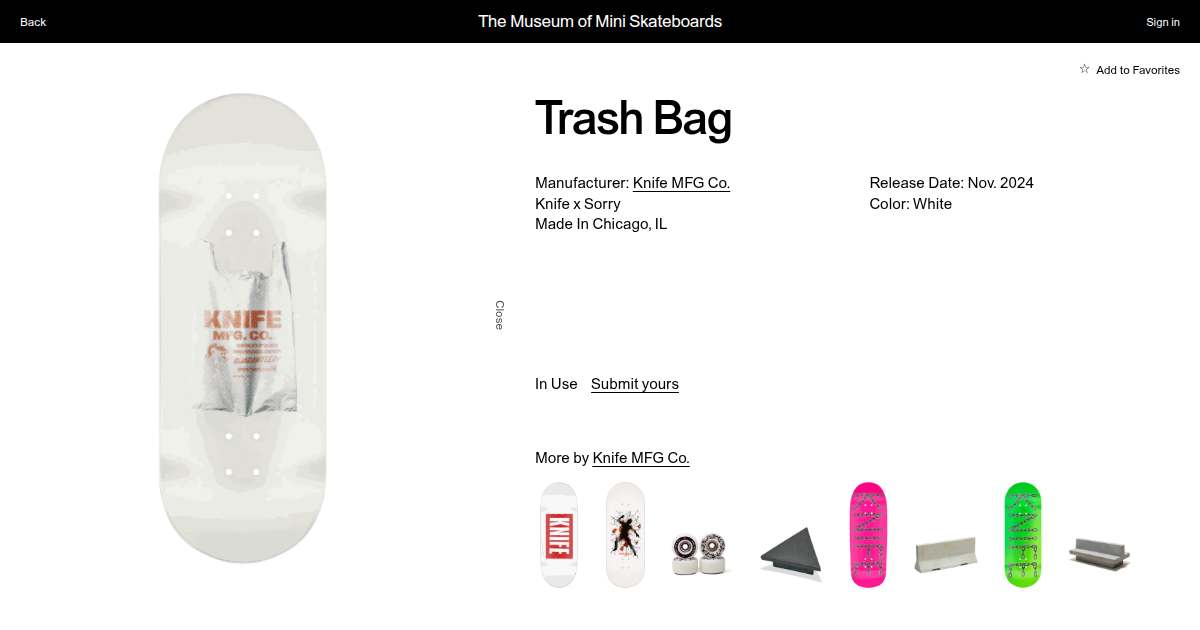 Back
The Museum of Mini Skateboards
Sign in
☆ Add to Favorites
Trash Bag
Manufacturer: Knife MFG Co.
Knife x Sorry
Made In Chicago, IL
Release Date: Nov. 2024
Color: White
KNIFE
MFG. CO.
Close
In Use Submit yours
More by Knife MFG Co.
KNIFE
KNIFE
KNIFE